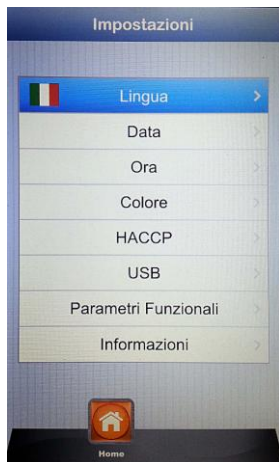 Impostazioni
Lingua
Data
Ora
Colore
HACCP
USB
Parametri Funzionali
Informazioni
Home